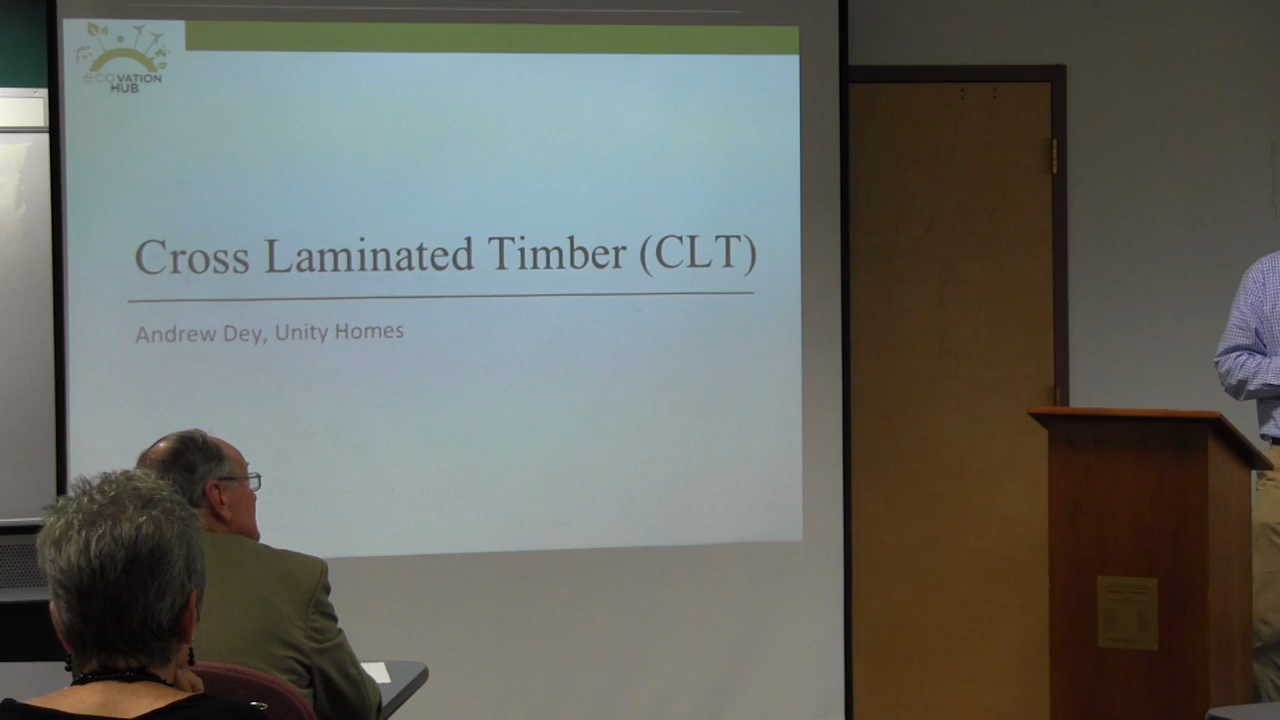 ecovation
HUB
Cross Laminated Timber (CLT)
Andrew Dey, Unity Homes